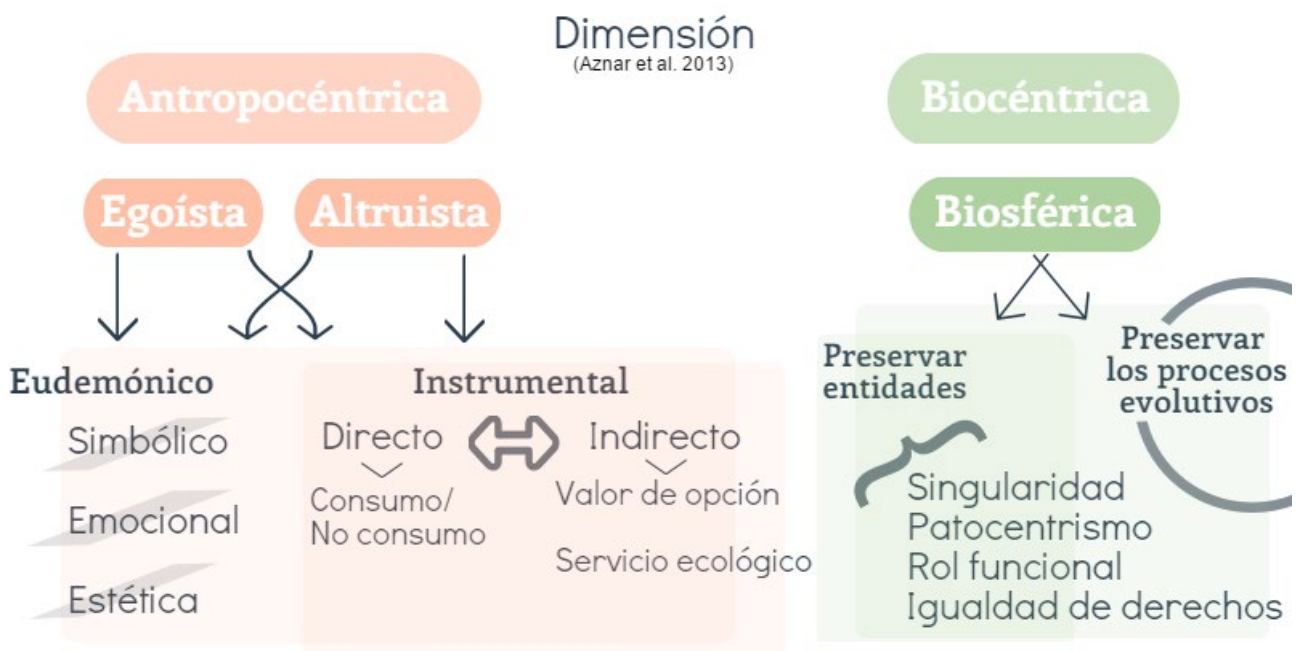 Dimensión
(Aznar et al. 2013)
Antropocéntrica
Biocéntrica
Egoísta
Altruista
Biosférica
Eudemónico
Simbólico
Emocional
Estética
Instrumental
Directo
Consumo/
No consumo
Indirecto
Valor de opción
Servicio ecológico
Preservar
entidades
Singularidad
Patocentrismo
Rol funcional
Igualdad de derechos
Preservar
los procesos
evolutivos